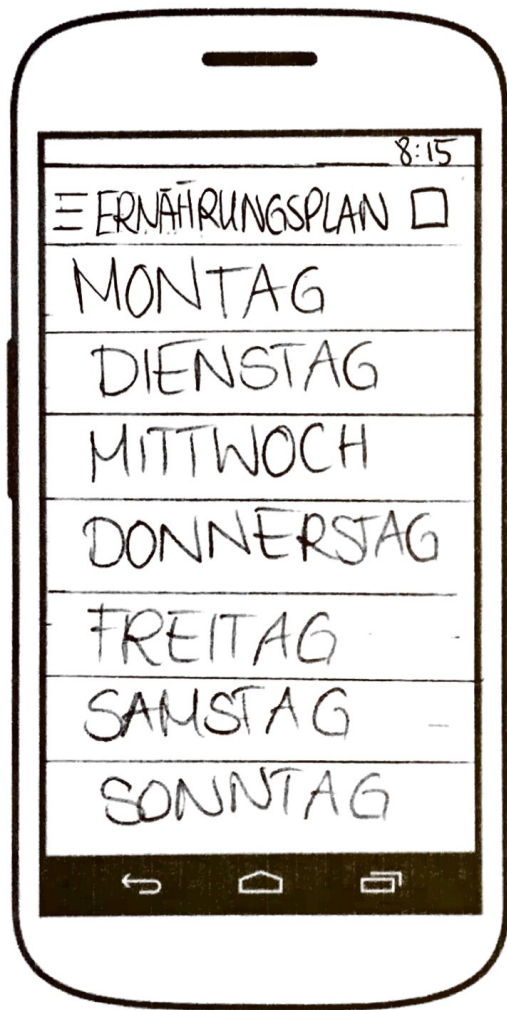 8:15
ERNÄHRUNGSPLAN
MONTAG
DIENSTAG
MITTWOCH
DONNERSTAG
FREITAG
SAMSTAG
SONNTAG